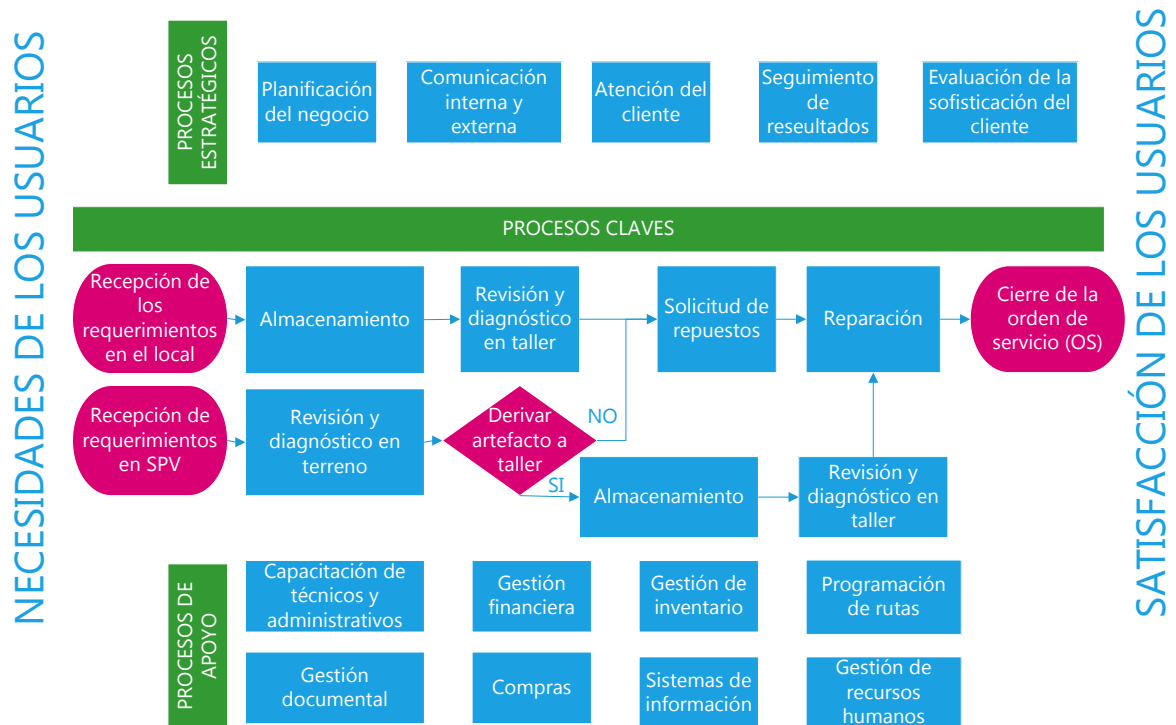 NECESIDADES DE LOS USUARIOS
PROCESOS
ESTRATÉGICOS
Planificación
del negocio
Comunicación
interna y
externa
Atención del
cliente
Seguimiento
de
reseultados
Evaluación de la
sofisticación del
cliente
PROCESOS CLAVES
Recepción de
los
requerimientos
en el local
Almacenamiento
Revisión y
diagnóstico
en taller
Solicitud de
repuestos
Reparación
Cierre de la
orden de
servicio (OS)
Recepción de
requerimientos
en SPV
Revisión y
diagnóstico en
terreno
Derivar
artefacto a
taller
NO
SI
Almacenamiento
Revisión y
diagnóstico en
taller
PROCESOS DE
APOYO
Capacitación de
técnicos y
administrativos
Gestión
financiera
Gestión de
inventario
Programación
de rutas
Gestión
documental
Compras
Sistemas de
información
Gestión de
recursos
humanos
SATISFACCIÓN DE LOS USUARIOS